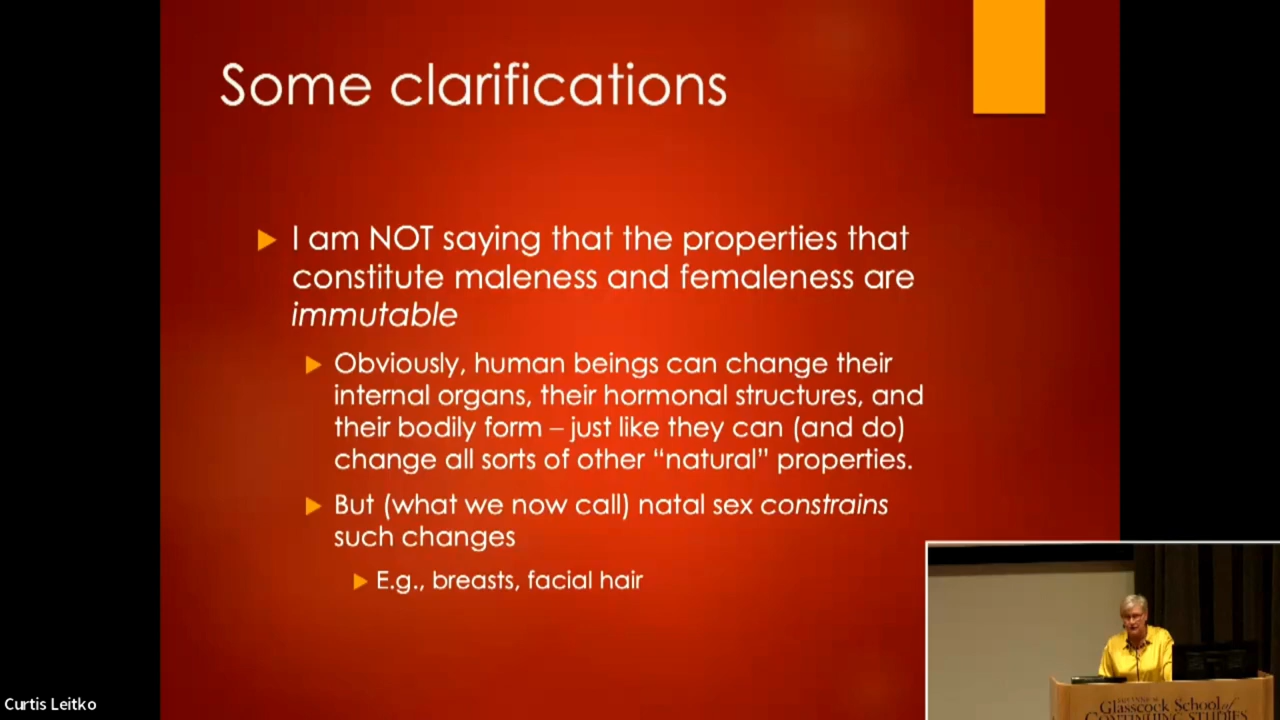 Some clarifications
I am NOT saying that the properties that
constitute maleness and femaleness are
immutable
Obviously, human beings can change their
internal organs, their hormonal structures, and
their bodily form – just like they can (and do)
change all sorts of other “natural” properties.
But (what we now call) natal sex constrains
such changes
E.g., breasts, facial hair
Curtis Leitko
Glasscock School of
CONTINUING STUDIES